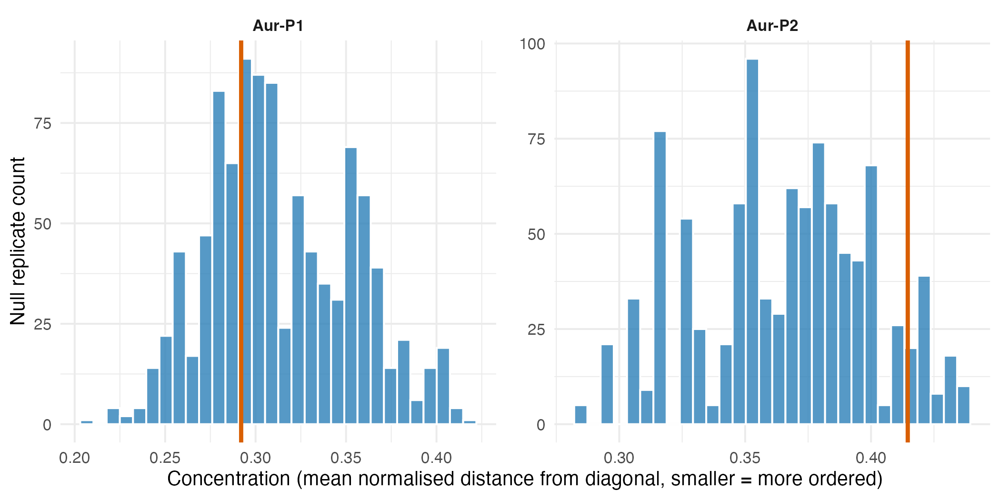 Aur-P1
Aur-P2
Null replicate count
75
50
25
0
100
75
50
25
0
0.20 0.25 0.30 0.35 0.40
0.30 0.35 0.40
Concentration (mean normalised distance from diagonal, smaller = more ordered)